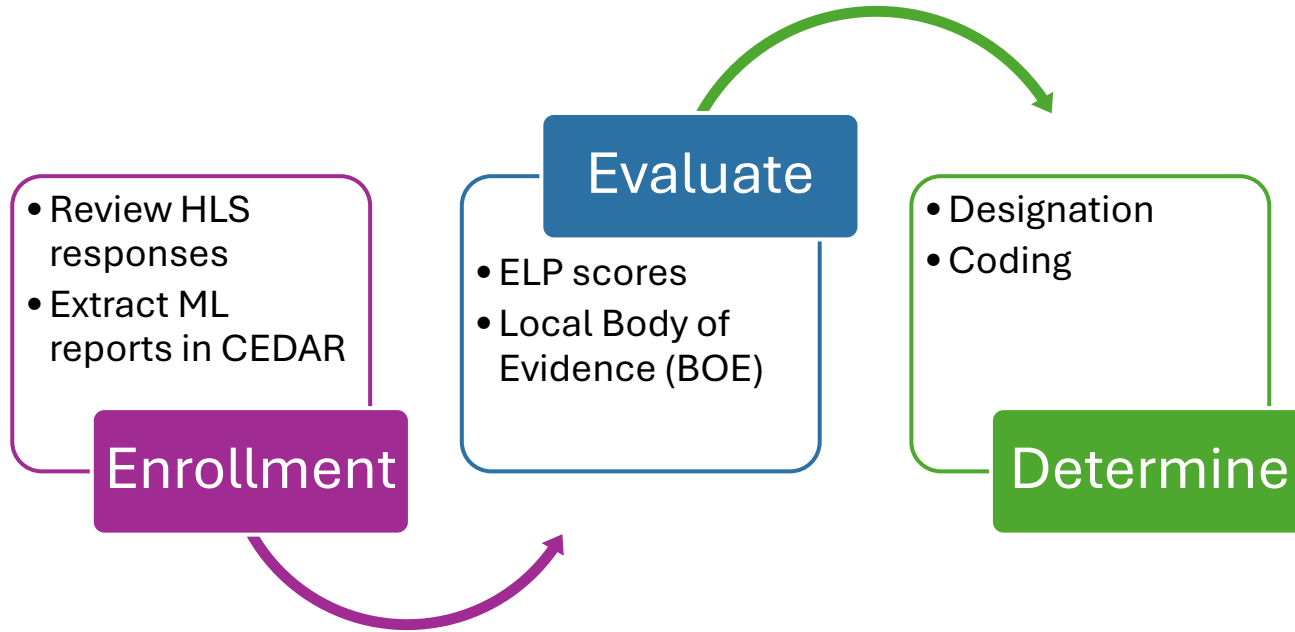 • Review HLS
responses
• Extract ML
reports in CEDAR
Enrollment
Evaluate
• ELP scores
• Local Body of
Evidence (BOE)
• Designation
• Coding
Determine